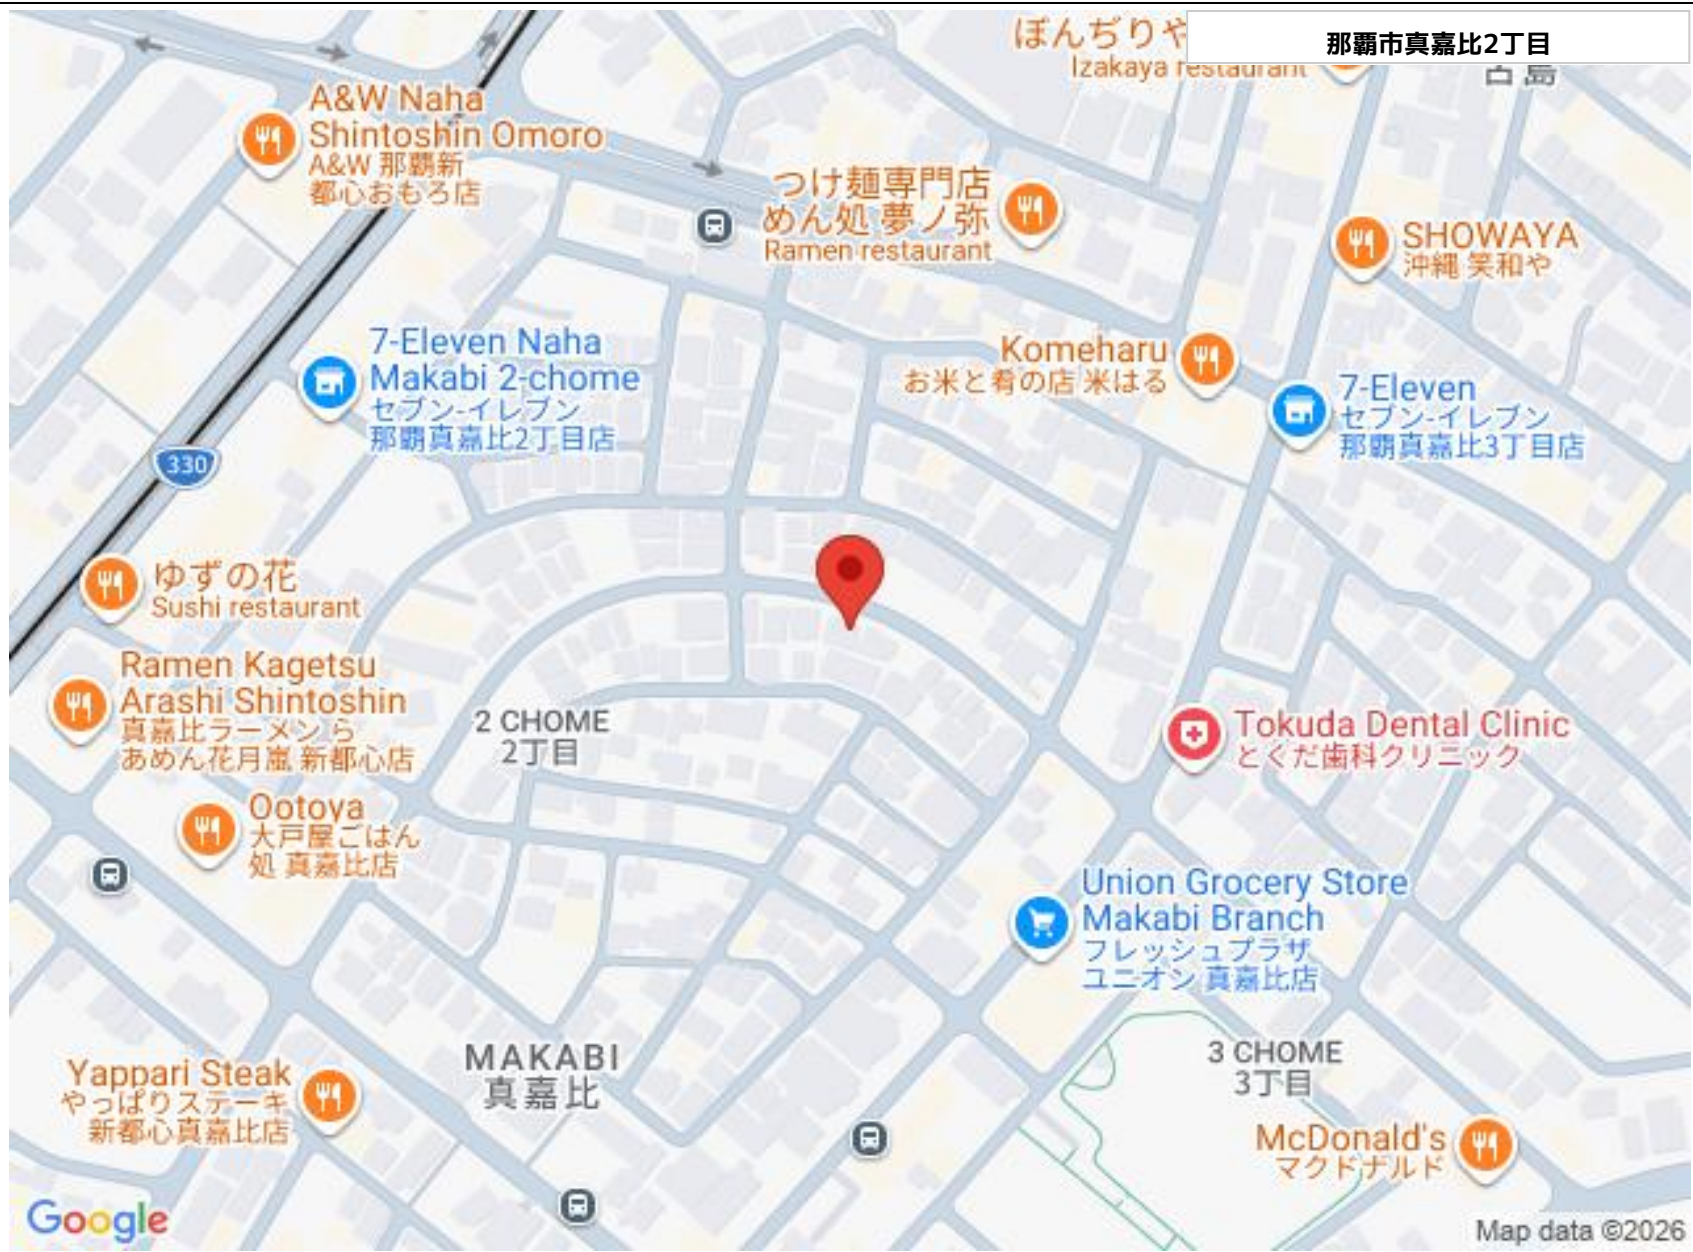 那覇市真嘉比2丁目
ぼんぢりや
Izakaya restaurant
古島
A&W Naha
Shintoshin Omoro
A&W 那覇新
都心おもろ店
つけ麺専門店
めん処 夢ノ弥
Ramen restaurant
SHOWAYA
沖縄 笑和や
7-Eleven Naha
Makabi 2-chome
セブン-イレブン
那覇真嘉比2丁目店
Komeharu
お米と肴の店 米はる
7-Eleven
セブン-イレブン
那覇真嘉比3丁目店
330
ゆずの花
Sushi restaurant
Ramen Kagetsu
Arashi Shintoshin
真嘉比ラーメン ら
あめん花月嵐 新都心店
2 CHOME
2丁目
Tokuda Dental Clinic
とくだ歯科クリニック
Ootoya
大戸屋ごはん
処 真嘉比店
Union Grocery Store
Makabi Branch
フレッシュプラザ
ユニオン 真嘉比店
MAKABI
真嘉比
3 CHOME
3丁目
Yappari Steak
やっぱりステーキ
新都心真嘉比店
McDonald's
マクドナルド
Google
Map data ©2026